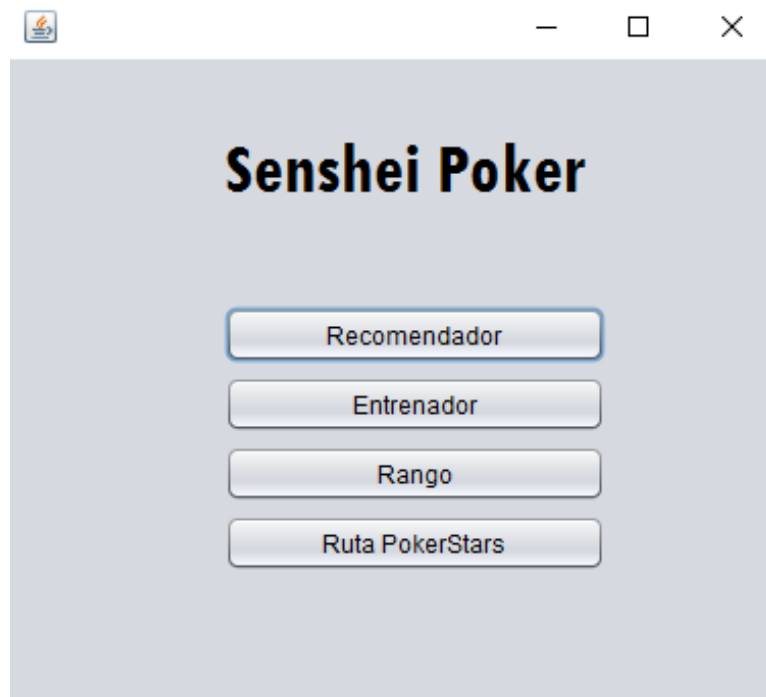 Senshei Poker
Recomendador
Entrenador
Rango
Ruta PokerStars